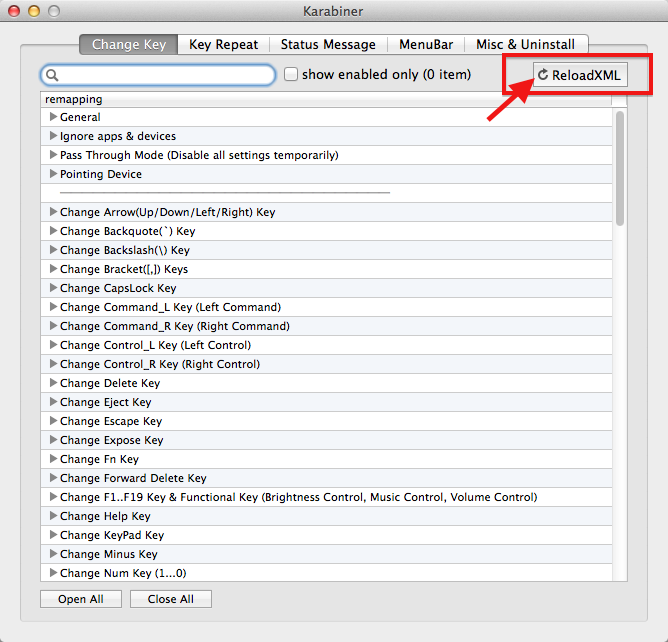 Karabiner
Change Key Key Repeat Status Message MenuBar Misc & Uninstall
show enabled only (0 item) ReloadXML
remapping
General
Ignore apps & devices
Pass Through Mode (Disable all settings temporarily)
Pointing Device
Change Arrow(Up/Down/Left/Right) Key
Change Backquote(`) Key
Change Backslash(\) Key
Change Bracket([,]) Keys
Change CapsLock Key
Change Command_L Key (Left Command)
Change Command_R Key (Right Command)
Change Control_L Key (Left Control)
Change Control_R Key (Right Control)
Change Delete Key
Change Eject Key
Change Escape Key
Change Expose Key
Change Fn Key
Change Forward Delete Key
Change F1..F19 Key & Functional Key (Brightness Control, Music Control, Volume Control)
Change Help Key
Change KeyPad Key
Change Minus Key
Change Num Key (1...0)
Open All Close All